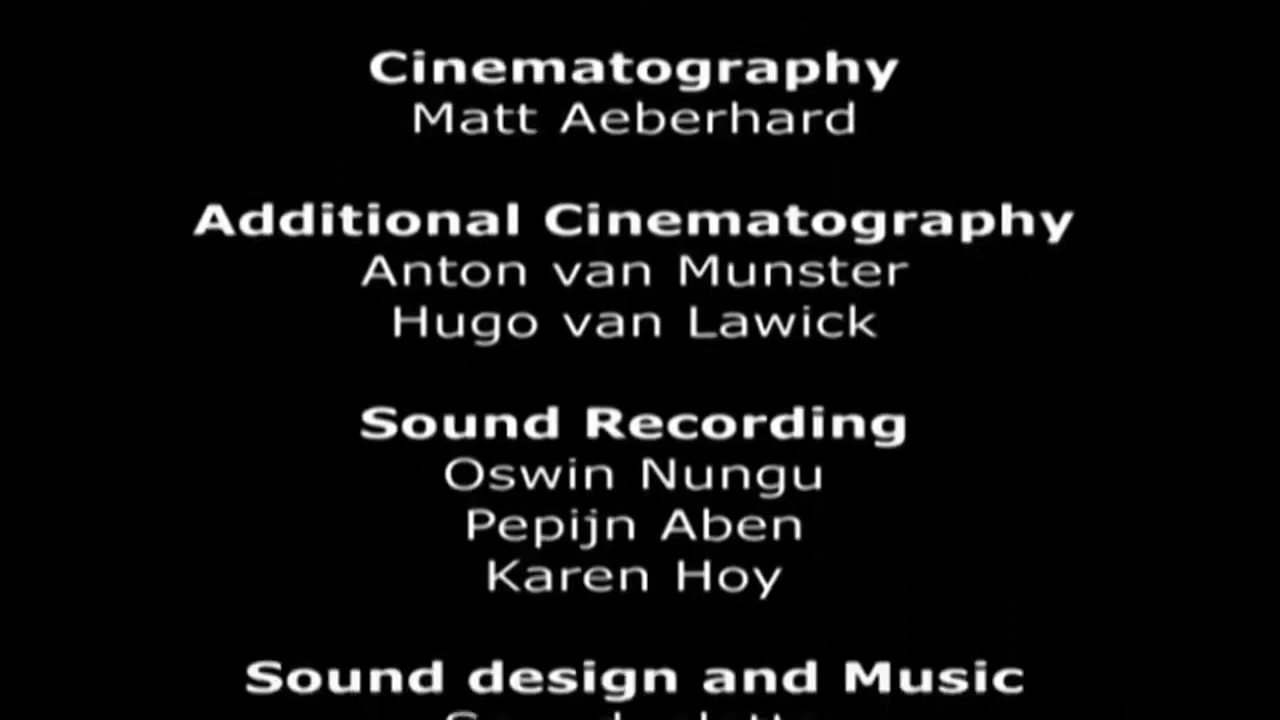 Cinematography
Matt Aeberhard
Additional Cinematography
Anton van Munster
Hugo van Lawick
Sound Recording
Oswin Nungu
Pepijn Aben
Karen Hoy
Sound design and Music